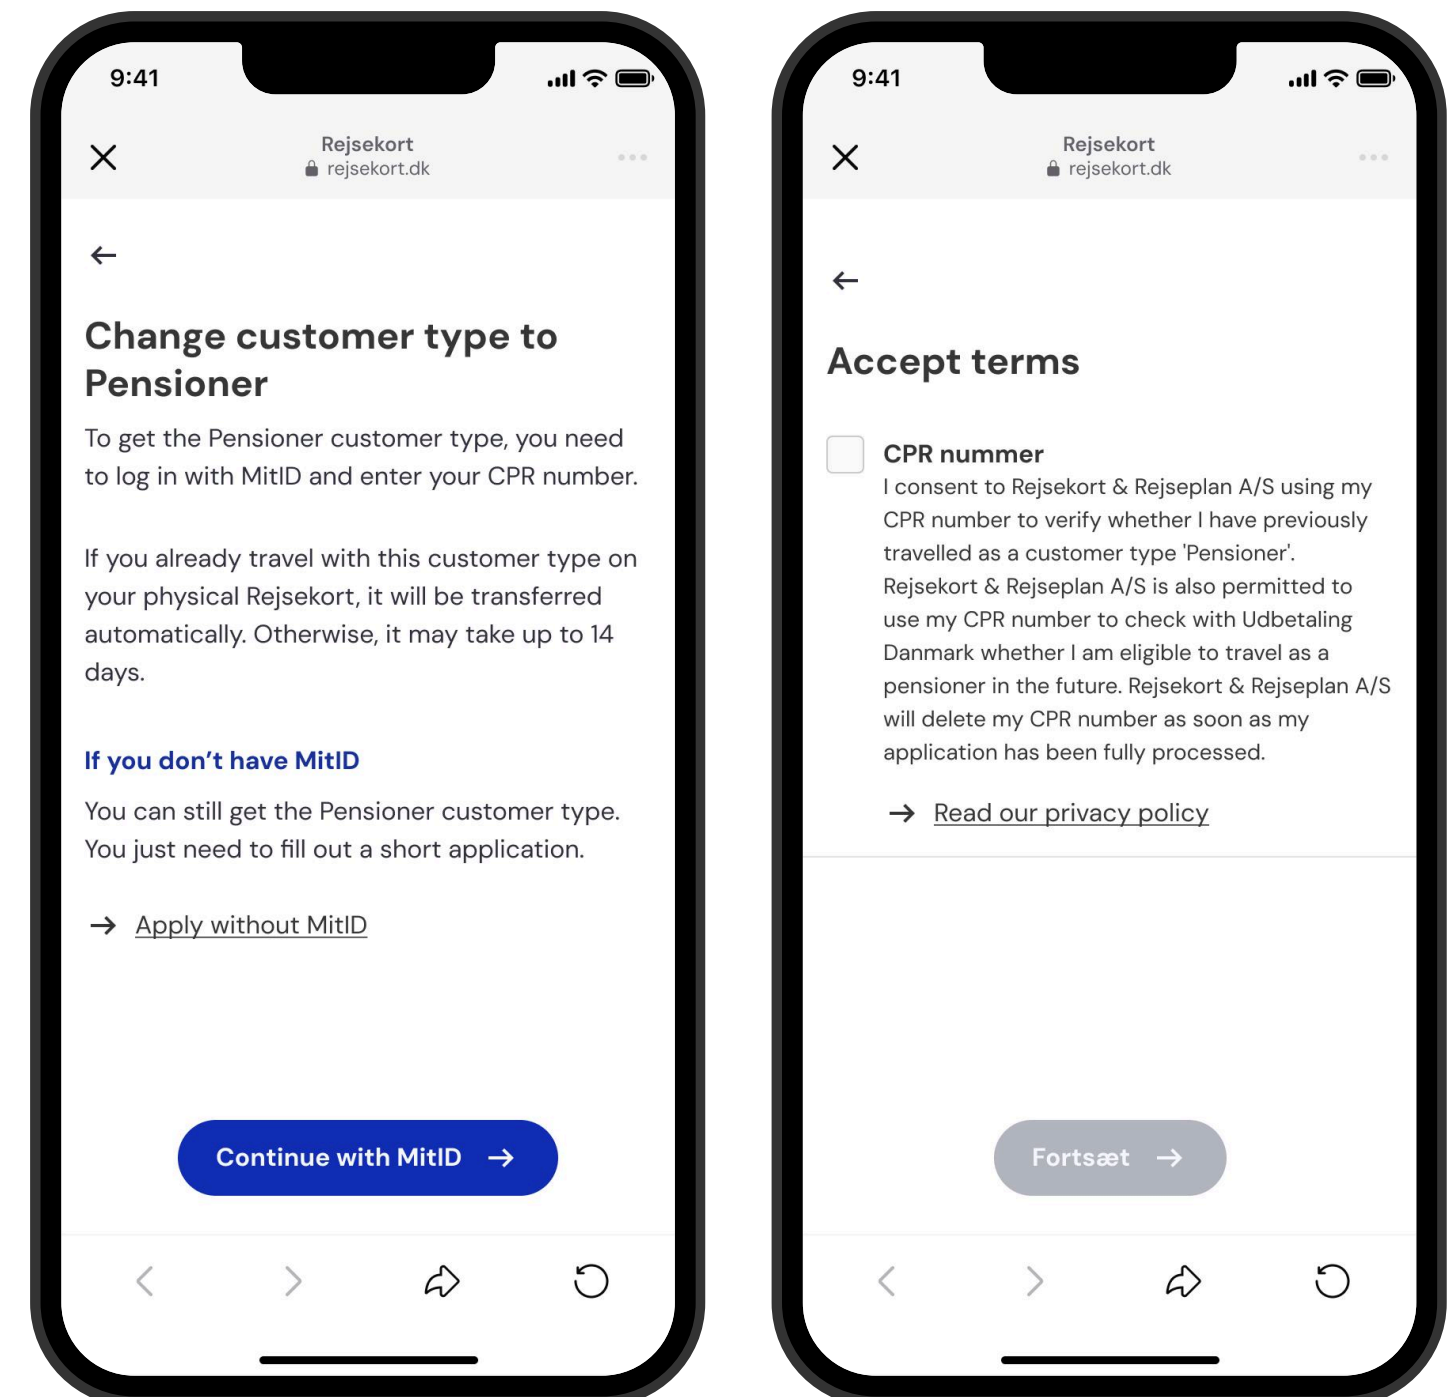 9:41
Rejsekort
rejsekort.dk
Change customer type to
Pensioner
To get the Pensioner customer type, you need
to log in with MitID and enter your CPR number.
If you already travel with this customer type on
your physical Rejsekort, it will be transferred
automatically. Otherwise, it may take up to 14
days.
If you don’t have MitID
You can still get the Pensioner customer type.
You just need to fill out a short application.
→ Apply without MitID
Continue with MitID →
9:41
Rejsekort
rejsekort.dk
Accept terms
CPR nummer
I consent to Rejsekort & Rejseplan A/S using my
CPR number to verify whether I have previously
travelled as a customer type 'Pensioner'.
Rejsekort & Rejseplan A/S is also permitted to
use my CPR number to check with Udbetaling
Danmark whether I am eligible to travel as a
pensioner in the future. Rejsekort & Rejseplan A/S
will delete my CPR number as soon as my
application has been fully processed.
→ Read our privacy policy
Fortsæt →